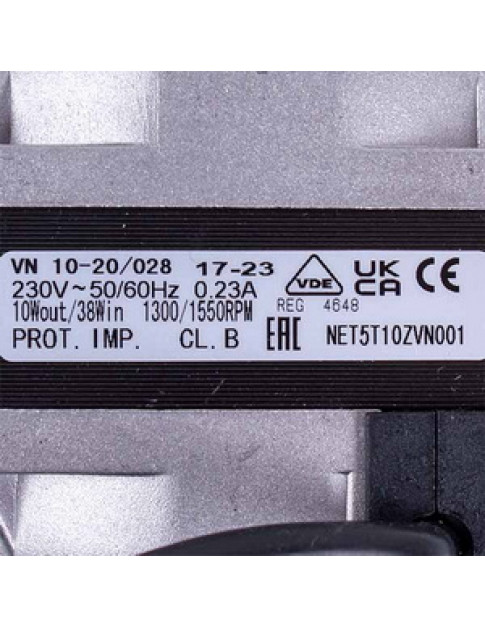 VN 10-20/028 17-23
230V~50/60Hz 0.23A
10Wout/38Win 1300/1550RPM
PROT. IMP. CL. B
VDE
REG 4648
UK
CA
CE
EAC
NET5T10ZVN001